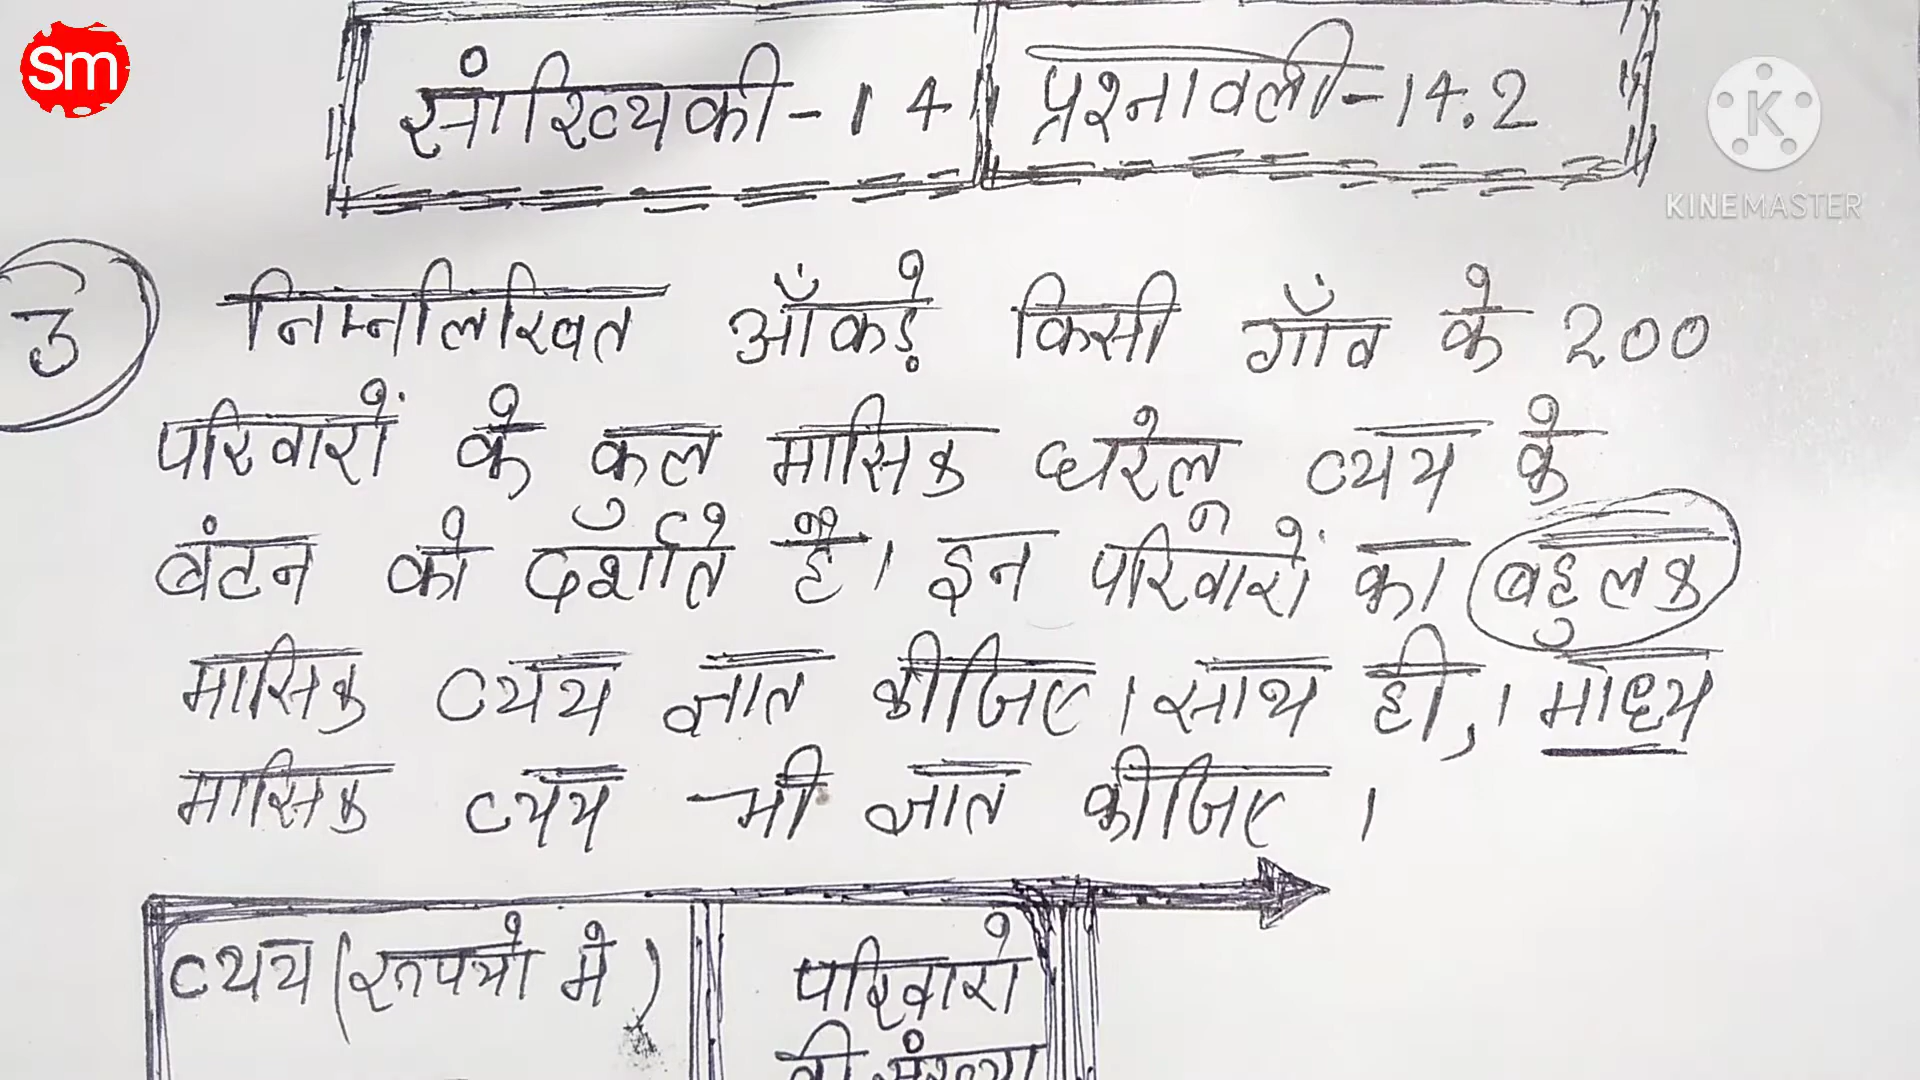 Sm
सांख्यिकी-14 प्रश्नावली-14.2
K
KINEMASTER
3 निम्नलिखित आँकड़े किसी गाँव के 200
परिवारों के कुल मासिक घरेलू व्यय के
बंटन को दर्शाते है। इन परिवारों का बहुलक
मासिक व्यय ज्ञात कीजिए। साथ ही, माध्य
मासिक व्यय भी ज्ञात कीजिए।
व्यय (रूपयो मे) परिवारो
की संख्या